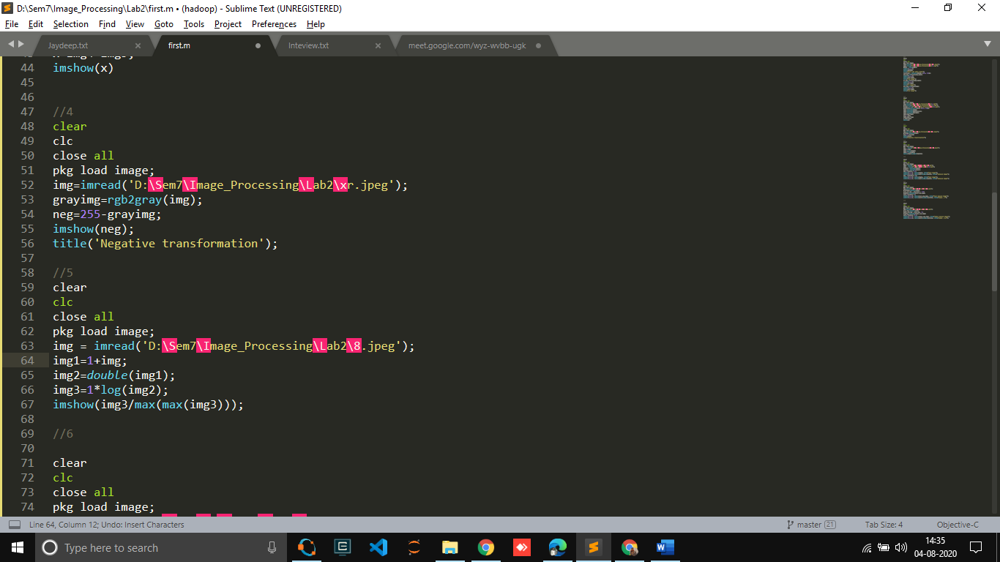 D:\Sem7\Image_Processing\Lab2\first.m • (hadoop) - Sublime Text (UNREGISTERED)
File Edit Selection Find View Goto Tools Project Preferences Help
Jaydeep.txt first.m Inteview.txt meet.google.com/wyz-wvbb-ugk
44 imshow(x)
45
46
47 //4
48 clear
49 clc
50 close all
51 pkg load image;
52 img=imread('D:\Sem7\Image_Processing\Lab2\xr.jpeg');
53 grayimg=rgb2gray(img);
54 neg=255-grayimg;
55 imshow(neg);
56 title('Negative transformation');
57
58 //5
59 clear
60 clc
61 close all
62 pkg load image;
63 img = imread('D:\Sem7\Image_Processing\Lab2\8.jpeg');
64 img1=1+img;
65 img2=double(img1);
66 img3=1*log(img2);
67 imshow(img3/max(max(img3)));
68
69 //6
70
71 clear
72 clc
73 close all
74 pkg load image;
Line 64, Column 12; Undo: Insert Characters master 21 Tab Size: 4 Objective-C
Type here to search
14:35
04-08-2020